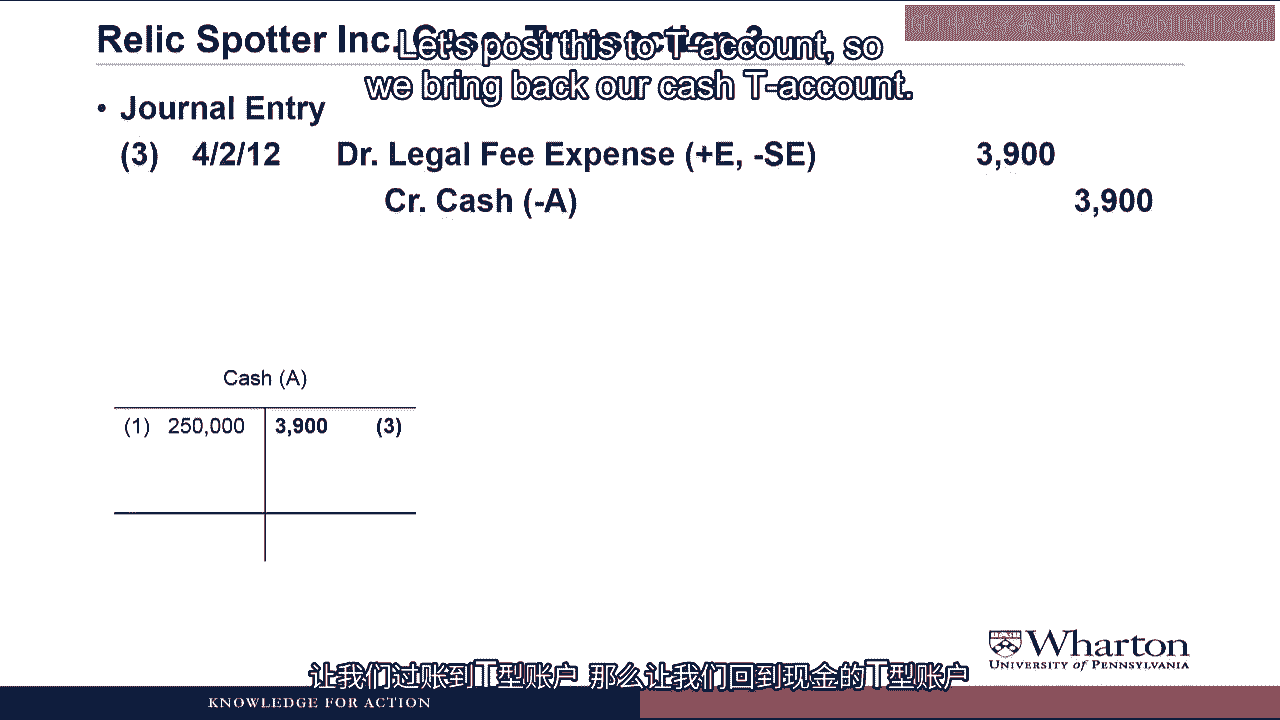 Relic Spotter Inc. Case: Transaction 3
Let's post this to T-account, so
we bring back our cash T-account.
• Journal Entry
(3) 4/2/12 Dr. Legal Fee Expense (+E, -SE) 3,900
Cr. Cash (-A) 3,900
Cash (A)
(1) 250,000 3,900 (3)
Wharton
UNIVERSITY OF PENNSYLVANIA
让我们过账到T型账户 那么让我们回到现金的T型账户
KNOWLEDGE FOR ACTION